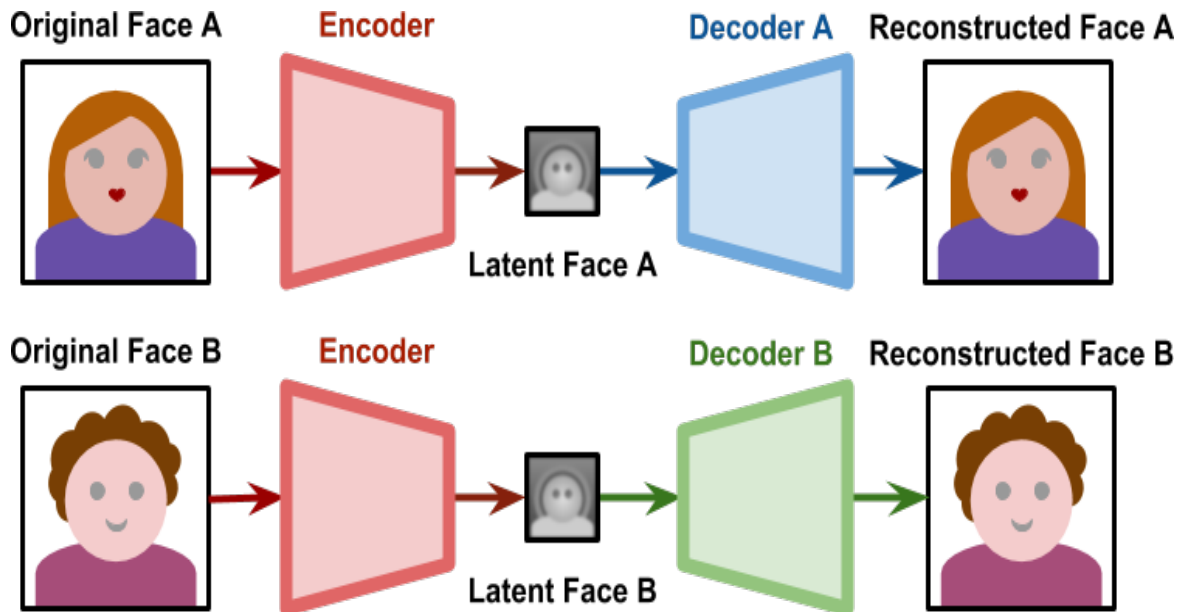 Original Face A
Encoder
Decoder A
Reconstructed Face A
Latent Face A
Original Face B
Encoder
Decoder B
Reconstructed Face B
Latent Face B